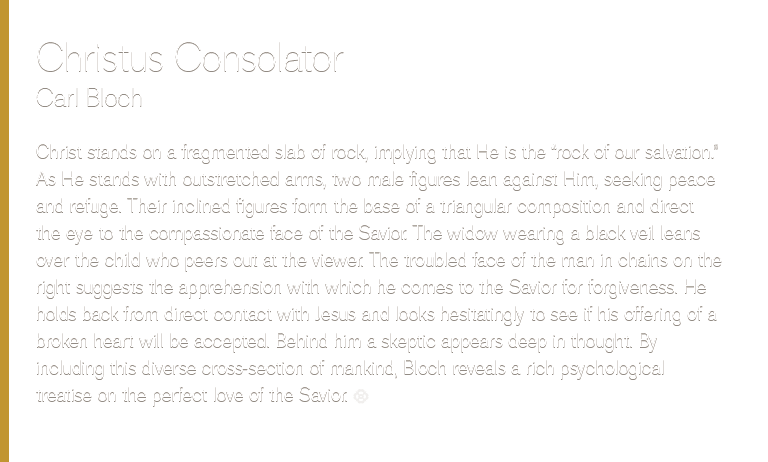 Christus Consolator
Carl Bloch
Christ stands on a fragmented slab of rock, implying that He is the “rock of our salvation.”
As He stands with outstretched arms, two male figures lean against Him, seeking peace
and refuge. Their inclined figures form the base of a triangular composition and direct
the eye to the compassionate face of the Savior. The widow wearing a black veil leans
over the child who peers out at the viewer. The troubled face of the man in chains on the
right suggests the apprehension with which he comes to the Savior for forgiveness. He
holds back from direct contact with Jesus and looks hesitatingly to see if his offering of a
broken heart will be accepted. Behind him a skeptic appears deep in thought. By
including this diverse cross-section of mankind, Bloch reveals a rich psychological
treatise on the perfect love of the Savior.